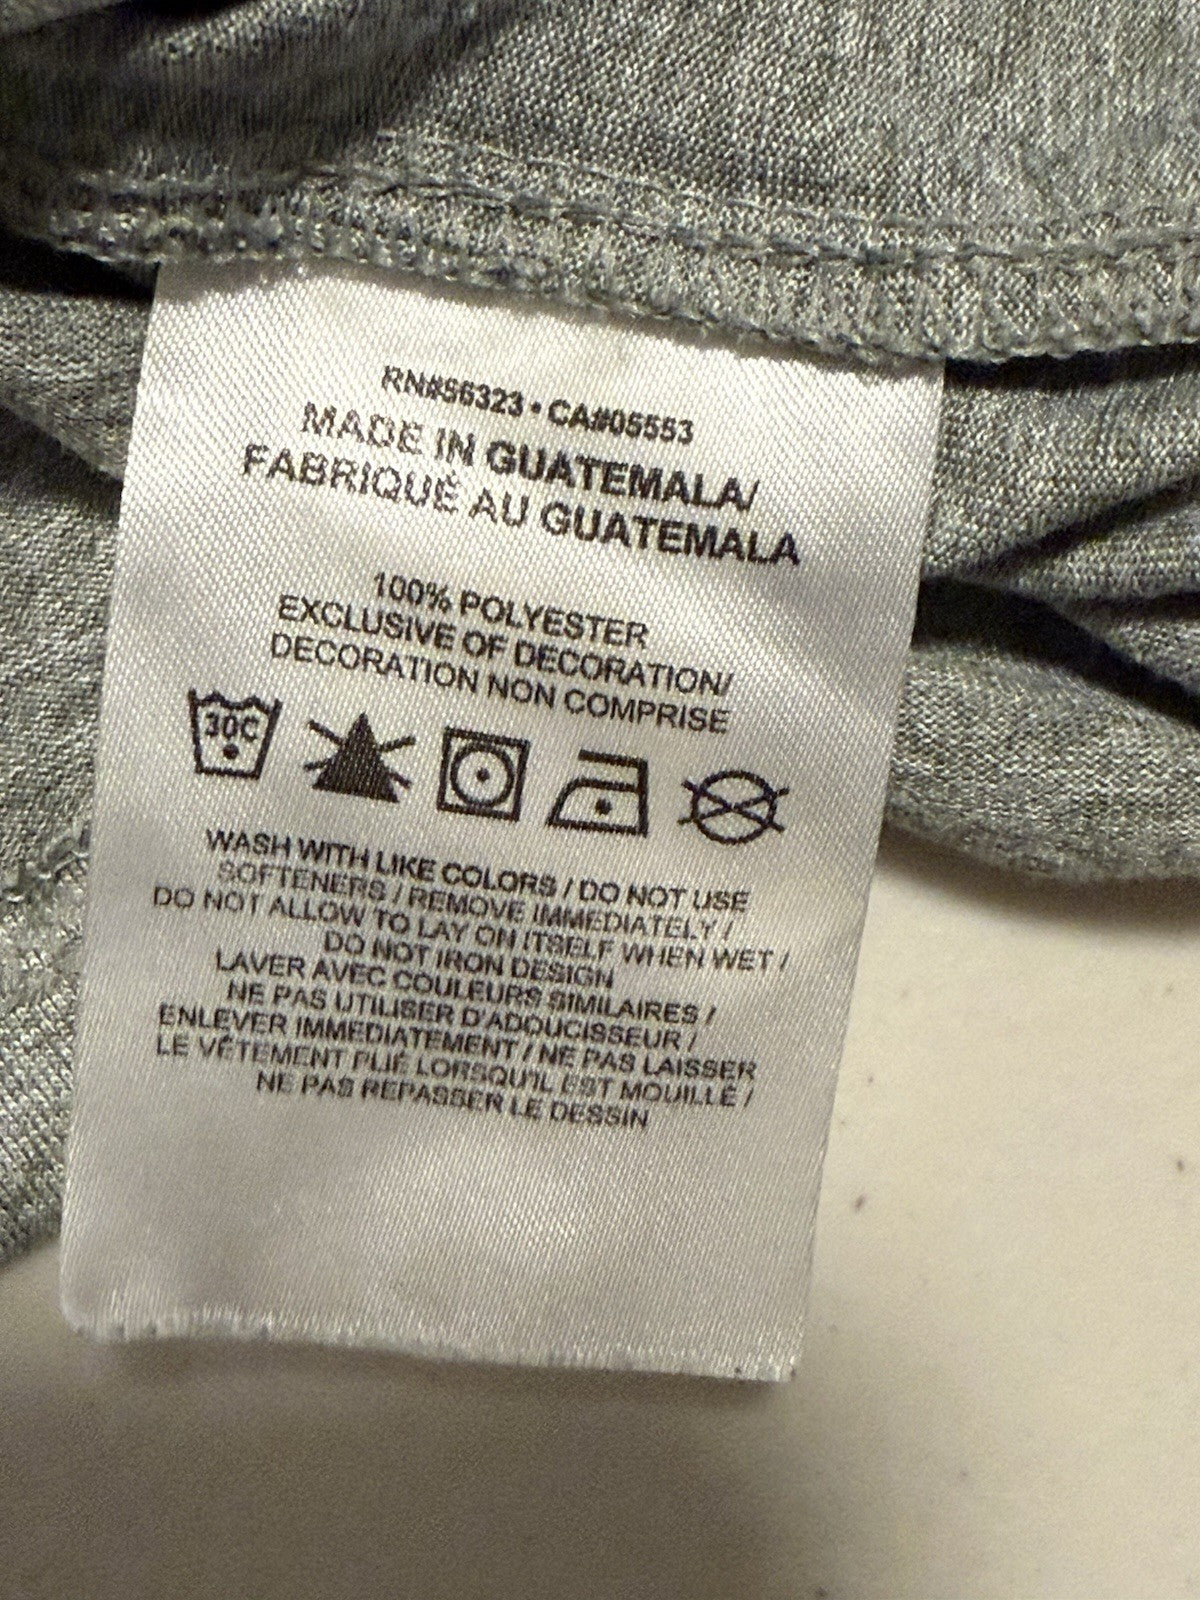 RN#56323 • CA#05553
MADE IN GUATEMALA/
FABRIQUÉ AU GUATEMALA
100% POLYESTER
EXCLUSIVE OF DECORATION/
DECORATION NON COMPRISE
30C
WASH WITH LIKE COLORS / DO NOT USE
SOFTENERS / REMOVE IMMEDIATELY /
DO NOT ALLOW TO LAY ON ITSELF WHEN WET /
DO NOT IRON DESIGN
LAVER AVEC COULEURS SIMILAIRES /
NE PAS UTILISER D'ADOUCISSEUR /
ENLEVER IMMEDIATEMENT / NE PAS LAISSER
LE VÊTEMENT PLIÉ LORSQU'IL EST MOUILLÉ /
NE PAS REPASSER LE DESSIN